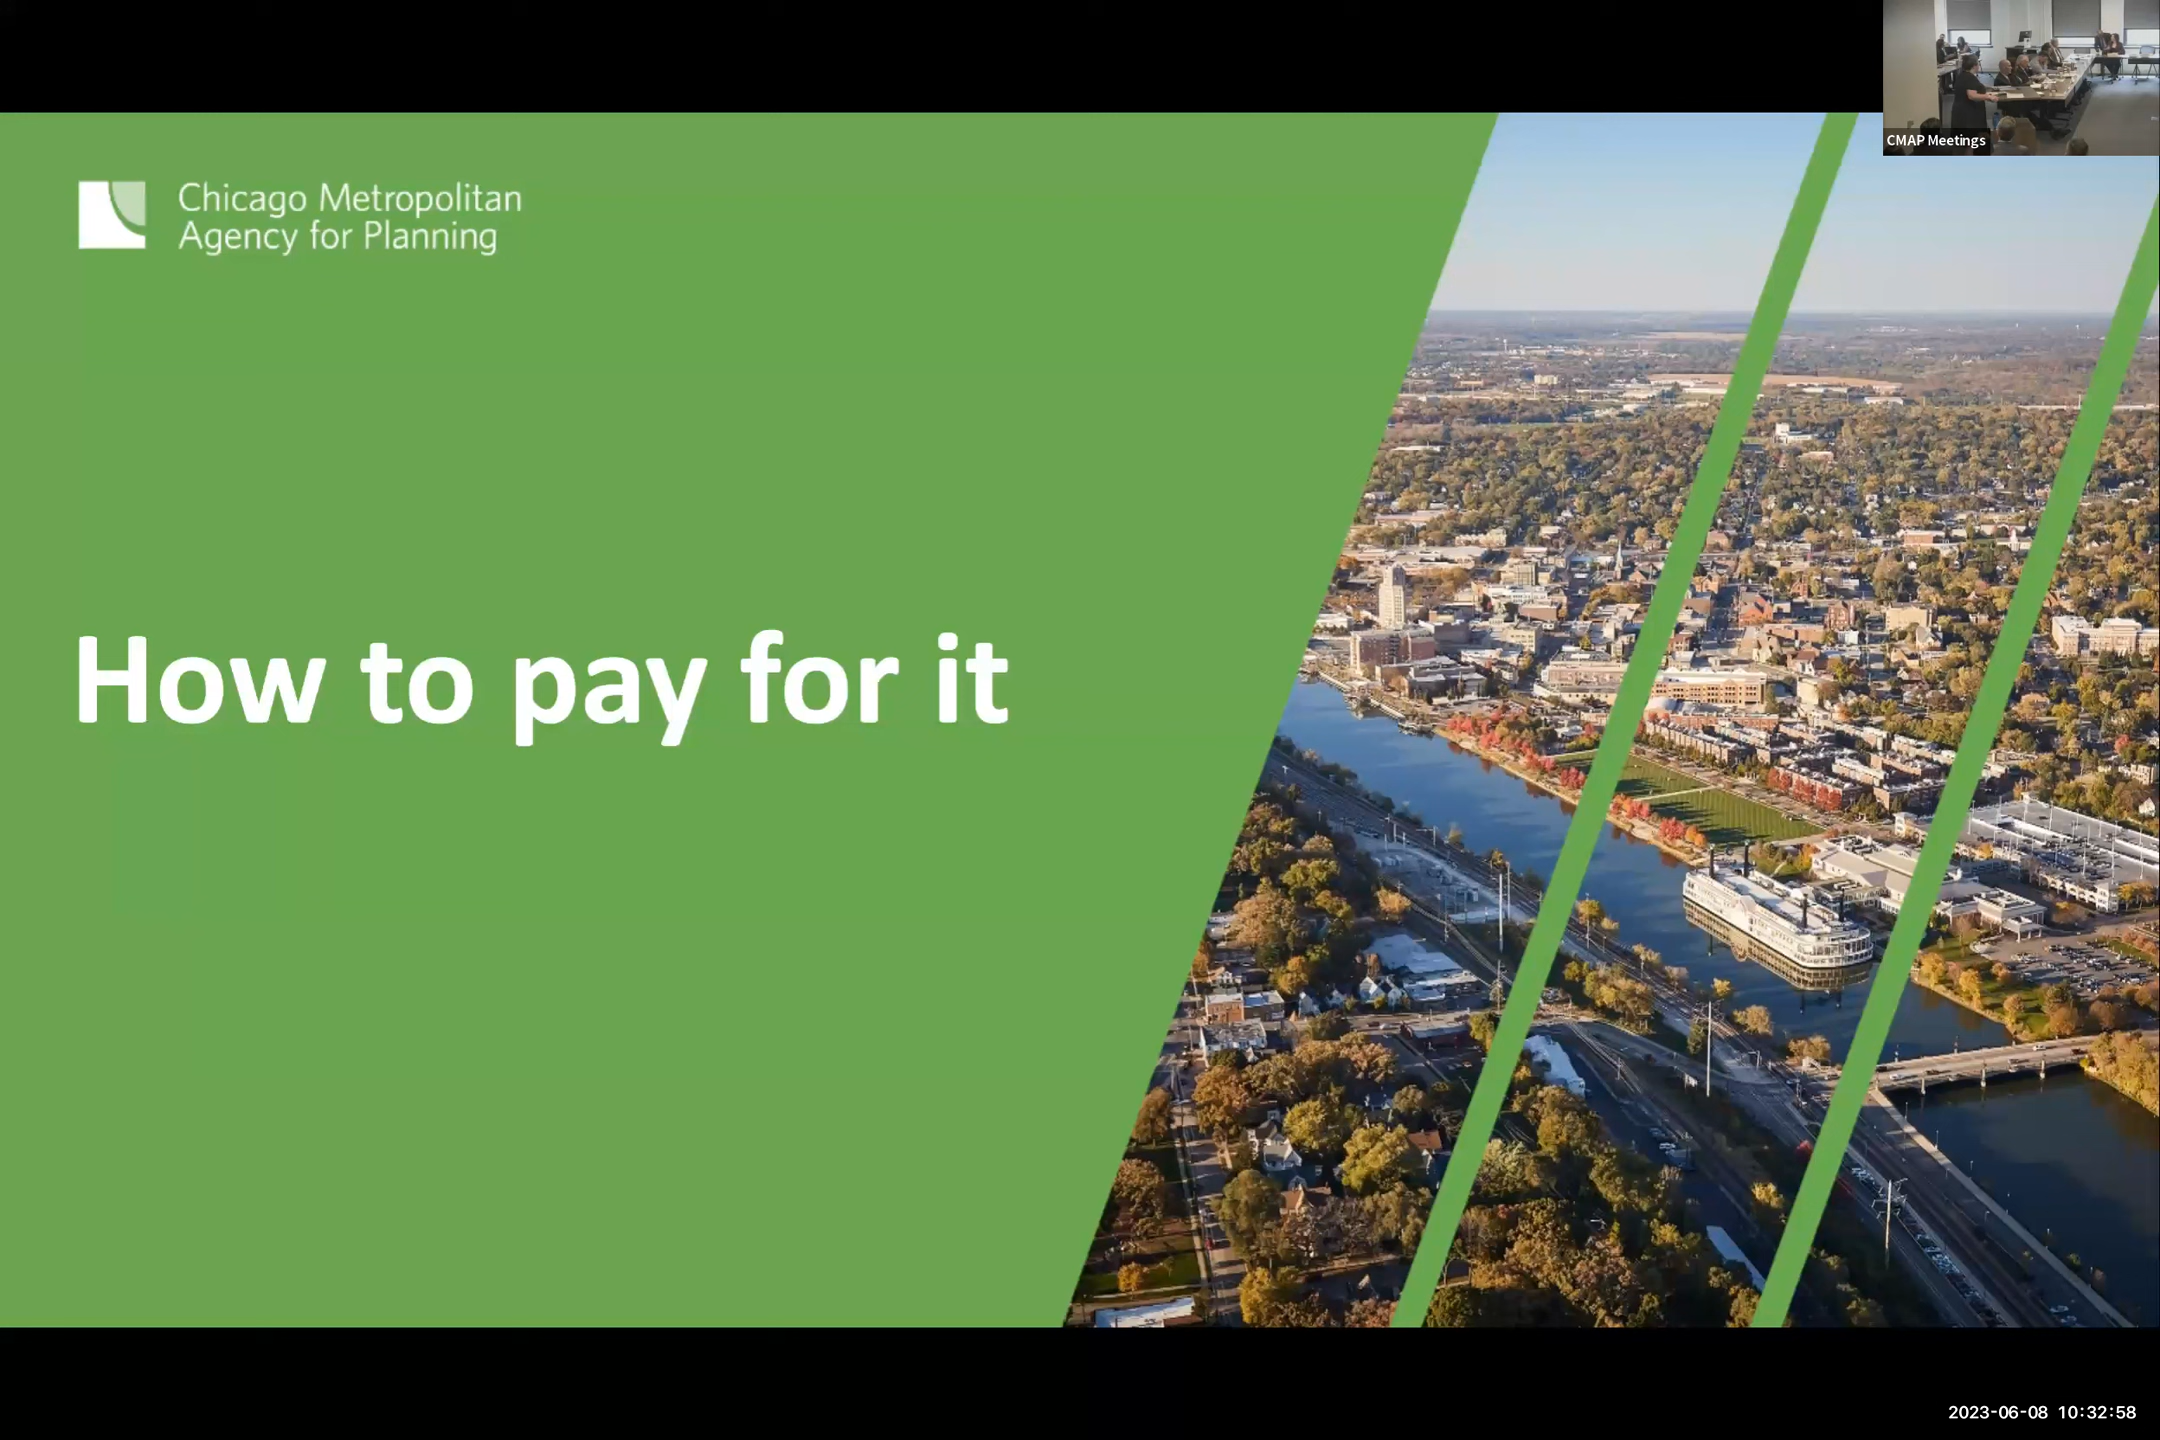 CMAP Meetings
Chicago Metropolitan
Agency for Planning
How to pay for it
2023-06-08 10:32:58